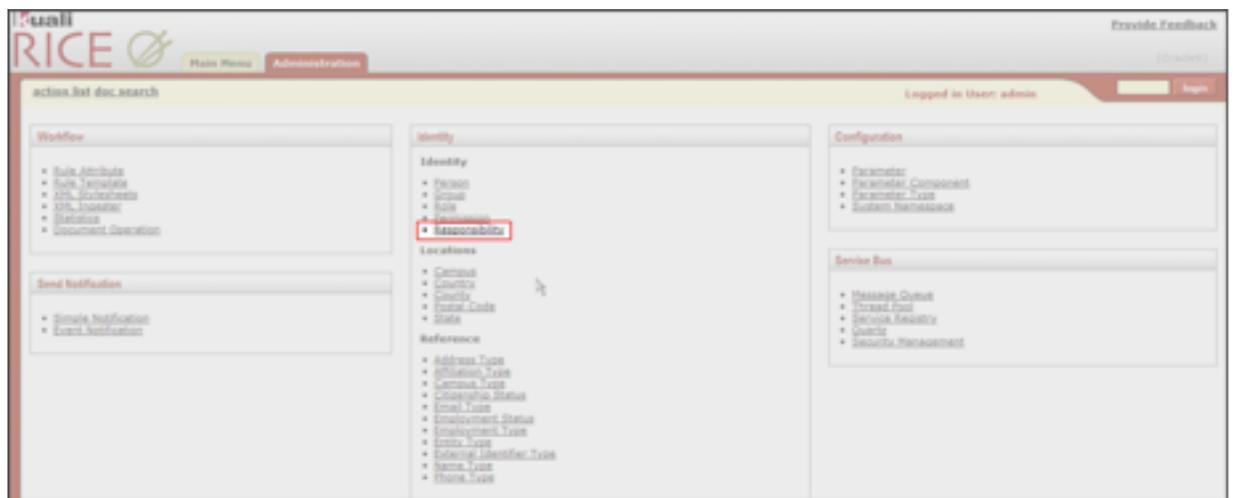 Kuali
RICE
Provide Feedback
Main Menu
Administration
action list doc search
Logged in User: admin
login
Workflow
Rule Attribute
Rule Template
XML Stylesheets
XML Ingester
Statistics
Document Operation
Send Notification
Simple Notification
Event Notification
Identity
Identity
Person
Group
Role
Permission
Responsibility
Locations
Campus
Country
County
Postal Code
State
Reference
Address Type
Affiliation Type
Campus Type
Citizenship Status
Email Type
Employment Status
Employment Type
Entity Type
External Identifier Type
Name Type
Phone Type
Configuration
Parameter
Parameter Component
Parameter Type
System Namespace
Service Bus
Message Queue
Thread Pool
Service Registry
Quartz
Security Management